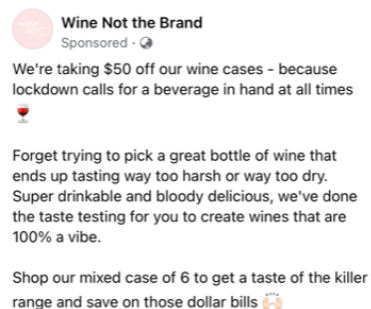 Wine Not the Brand
Sponsored ·
We're taking $50 off our wine cases - because
lockdown calls for a beverage in hand at all times
🍷
Forget trying to pick a great bottle of wine that
ends up tasting way too harsh or way too dry.
Super drinkable and bloody delicious, we've done
the taste testing for you to create wines that are
100% a vibe.
Shop our mixed case of 6 to get a taste of the killer
range and save on those dollar bills 🙌🏻